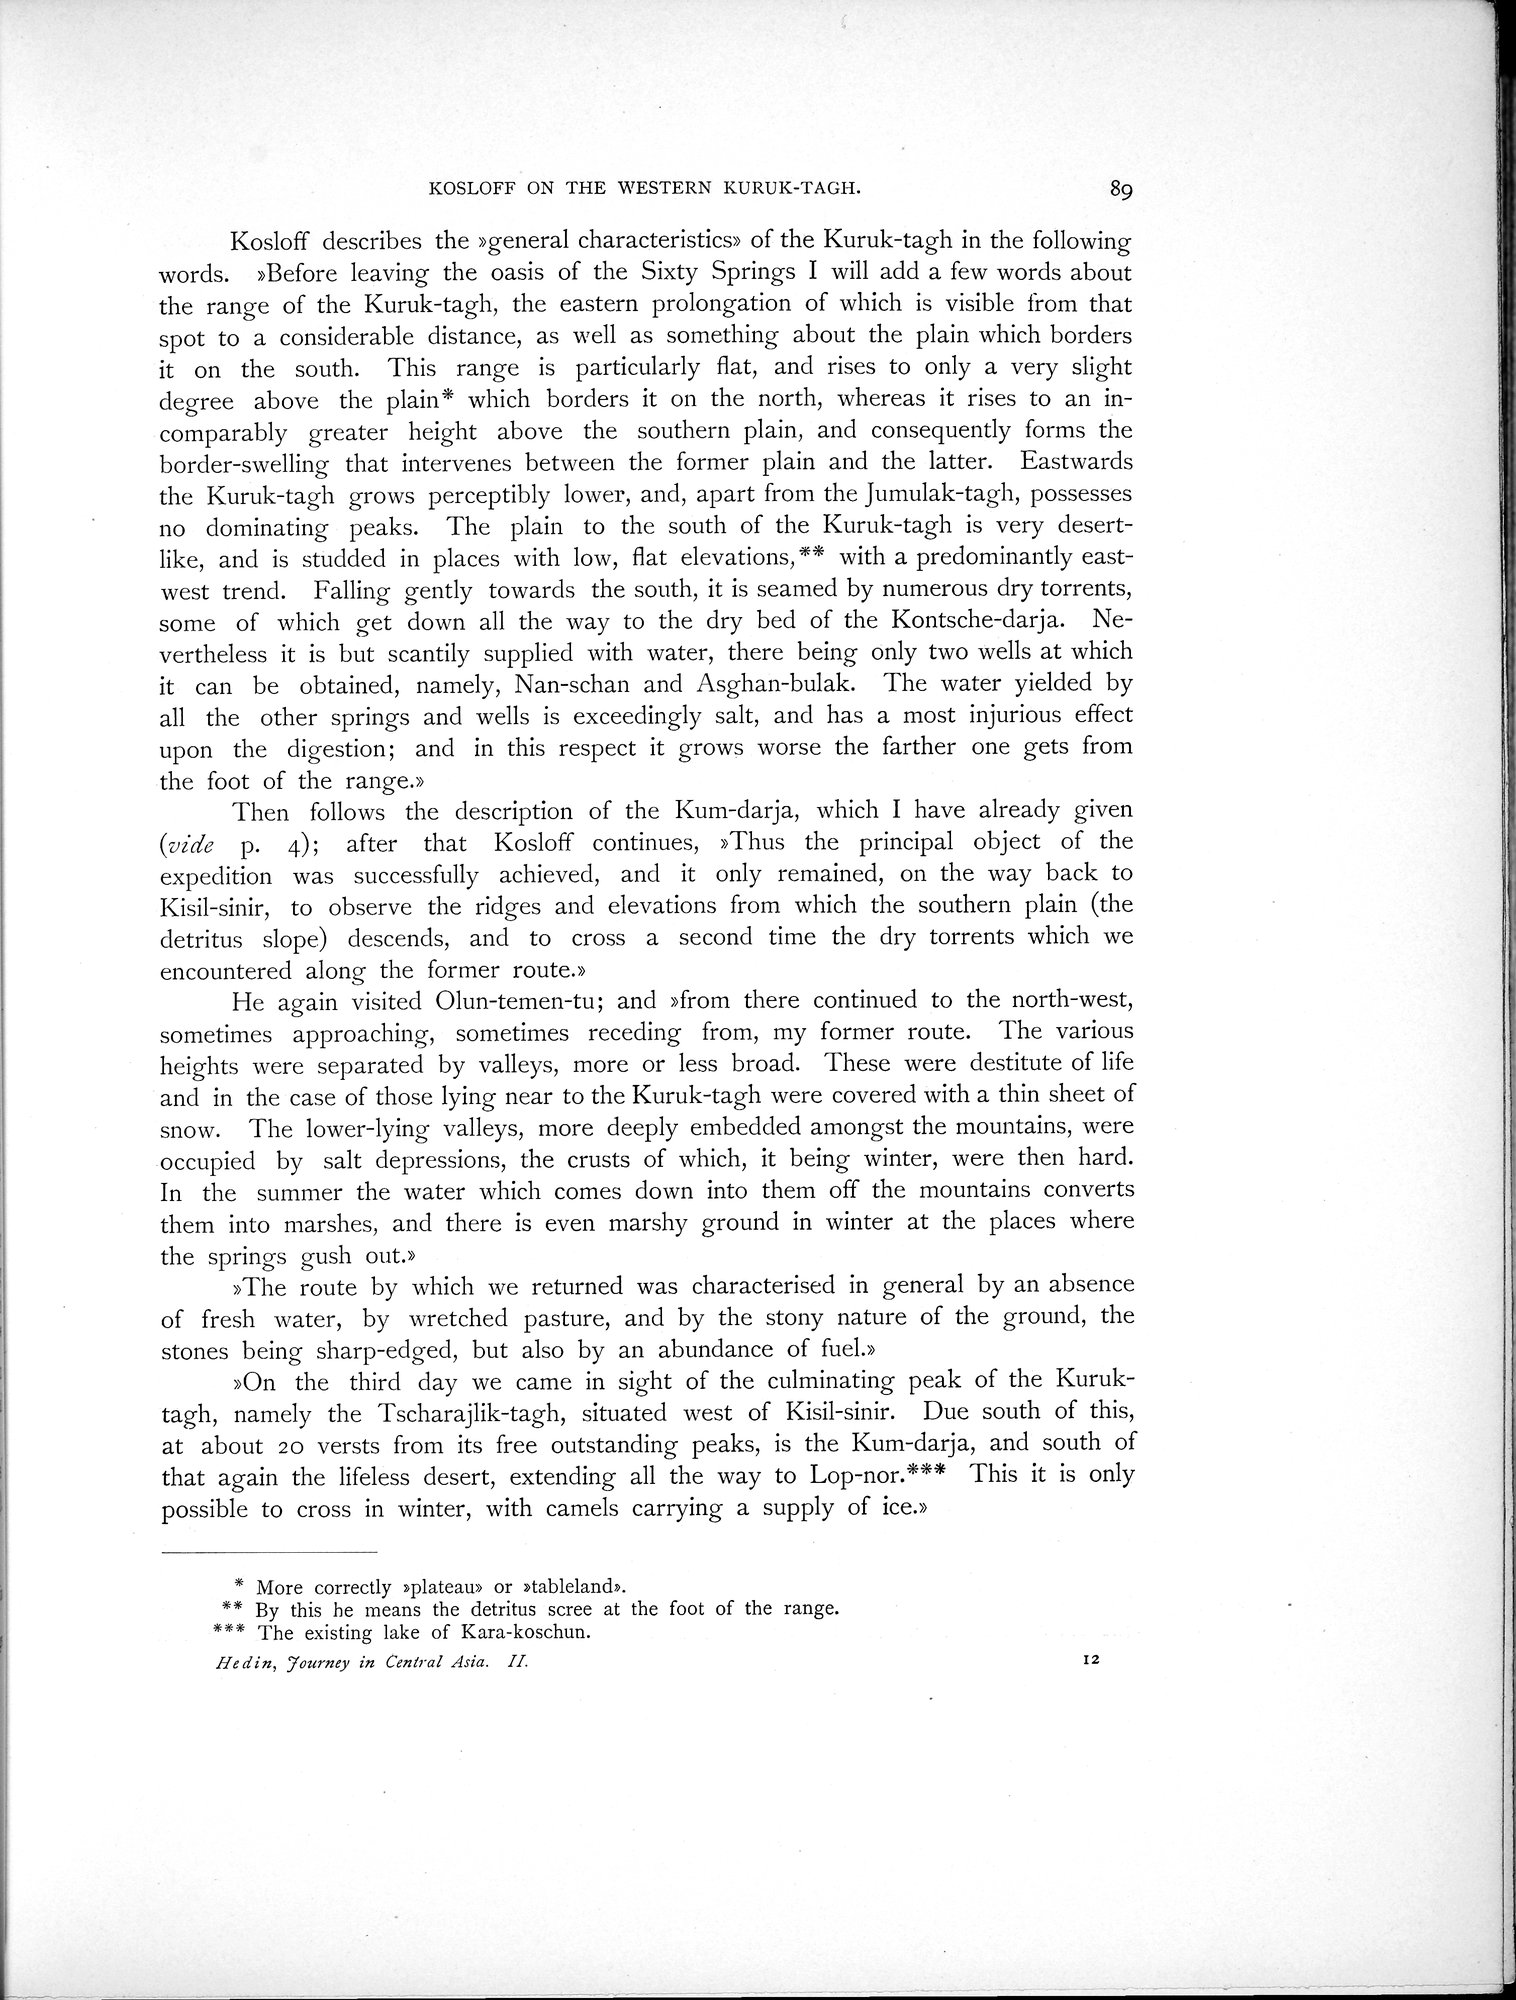 KOSLOFF ON THE WESTERN KURUK-TAGH. 89
Kosloff describes the »general characteristics» of the Kuruk-tagh in the following
words. »Before leaving the oasis of the Sixty Springs I will add a few words about
the range of the Kuruk-tagh, the eastern prolongation of which is visible from that
spot to a considerable distance, as well as something about the plain which borders
it on the south. This range is particularly flat, and rises to only a very slight
degree above the plain* which borders it on the north, whereas it rises to an in-
comparably greater height above the southern plain, and consequently forms the
border-swelling that intervenes between the former plain and the latter. Eastwards
the Kuruk-tagh grows perceptibly lower, and, apart from the Jumulak-tagh, possesses
no dominating peaks. The plain to the south of the Kuruk-tagh is very desert-
like, and is studded in places with low, flat elevations,** with a predominantly east-
west trend. Falling gently towards the south, it is seamed by numerous dry torrents,
some of which get down all the way to the dry bed of the Kontsche-darja. Ne-
vertheless it is but scantily supplied with water, there being only two wells at which
it can be obtained, namely, Nan-schan and Asghan-bulak. The water yielded by
all the other springs and wells is exceedingly salt, and has a most injurious effect
upon the digestion; and in this respect it grows worse the farther one gets from
the foot of the range.»
Then follows the description of the Kum-darja, which I have already given
(vide p. 4); after that Kosloff continues, »Thus the principal object of the
expedition was successfully achieved, and it only remained, on the way back to
Kisil-sinir, to observe the ridges and elevations from which the southern plain (the
detritus slope) descends, and to cross a second time the dry torrents which we
encountered along the former route.»
He again visited Olun-temen-tu; and »from there continued to the north-west,
sometimes approaching, sometimes receding from, my former route. The various
heights were separated by valleys, more or less broad. These were destitute of life
and in the case of those lying near to the Kuruk-tagh were covered with a thin sheet of
snow. The lower-lying valleys, more deeply embedded amongst the mountains, were
occupied by salt depressions, the crusts of which, it being winter, were then hard.
In the summer the water which comes down into them off the mountains converts
them into marshes, and there is even marshy ground in winter at the places where
the springs gush out.»
»The route by which we returned was characterised in general by an absence
of fresh water, by wretched pasture, and by the stony nature of the ground, the
stones being sharp-edged, but also by an abundance of fuel.»
»On the third day we came in sight of the culminating peak of the Kuruk-
tagh, namely the Tscharajlik-tagh, situated west of Kisil-sinir. Due south of this,
at about 20 versts from its free outstanding peaks, is the Kum-darja, and south of
that again the lifeless desert, extending all the way to Lop-nor.*** This it is only
possible to cross in winter, with camels carrying a supply of ice.»
* More correctly »plateau» or »tableland».
** By this he means the detritus scree at the foot of the range.
*** The existing lake of Kara-koschun.
Hedin, Journey in Central Asia. II. 12